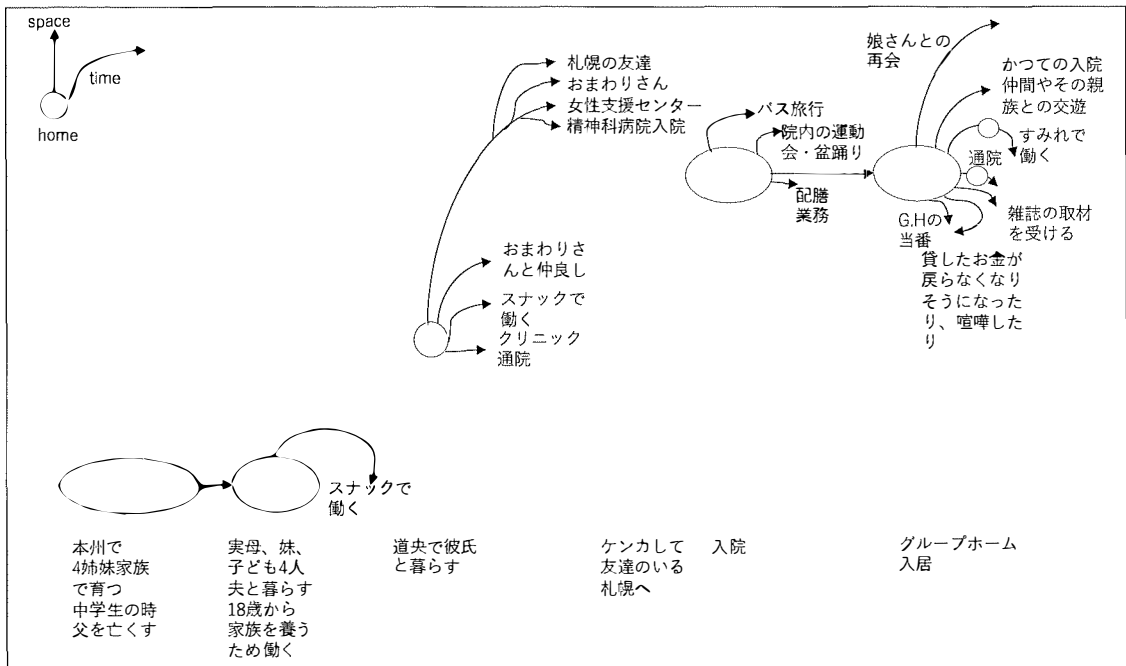 space
time
home
札幌の友達
おまわりさん
女性支援センター
精神科病院入院
おまわりさ
んと仲良し
スナックで
働く
クリニック
通院
バス旅行
院内の運動
会・盆踊り
配膳
業務
娘さんとの
再会
かつての入院
仲間やその親
族との交遊
すみれで
働く
通院
雑誌の取材
を受ける
G.Hの
当番
貸したお金が
戻らなくなり
そうになった
り、喧嘩した
り
スナックで
働く
本州で
4姉妹家族
で育つ
中学生の時
父を亡くす
実母、妹、
子ども4人
夫と暮らす
18歳から
家族を養う
ため働く
道央で彼氏
と暮らす
ケンカして
友達のいる
札幌へ
入院
グループホーム
入居